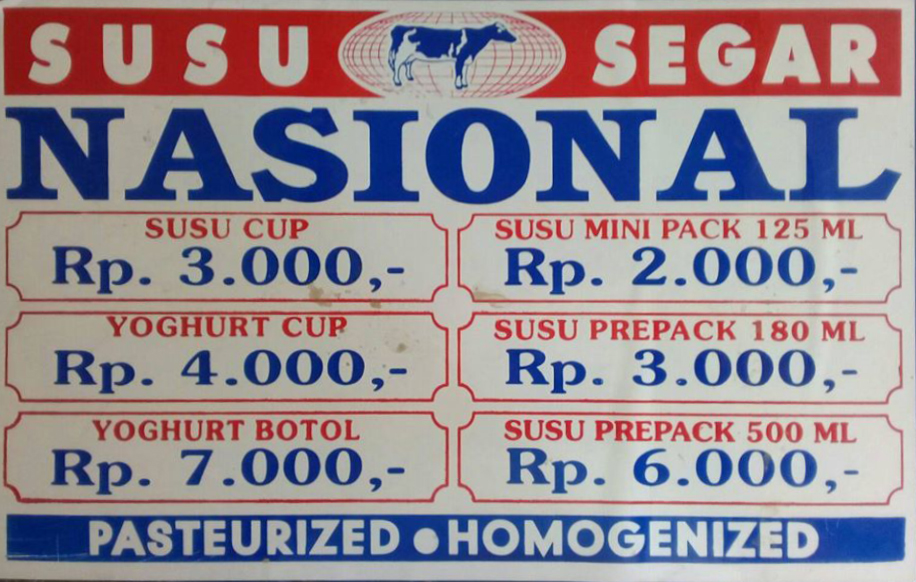 SUSU SEGAR
NASIONAL
SUSU CUP
Rp. 3.000,-
SUSU MINI PACK 125 ML
Rp. 2.000,-
YOGHURT CUP
Rp. 4.000,-
SUSU PREPACK 180 ML
Rp. 3.000,-
YOGHURT BOTOL
Rp. 7.000,-
SUSU PREPACK 500 ML
Rp. 6.000,-
PASTEURIZED ● HOMOGENIZED